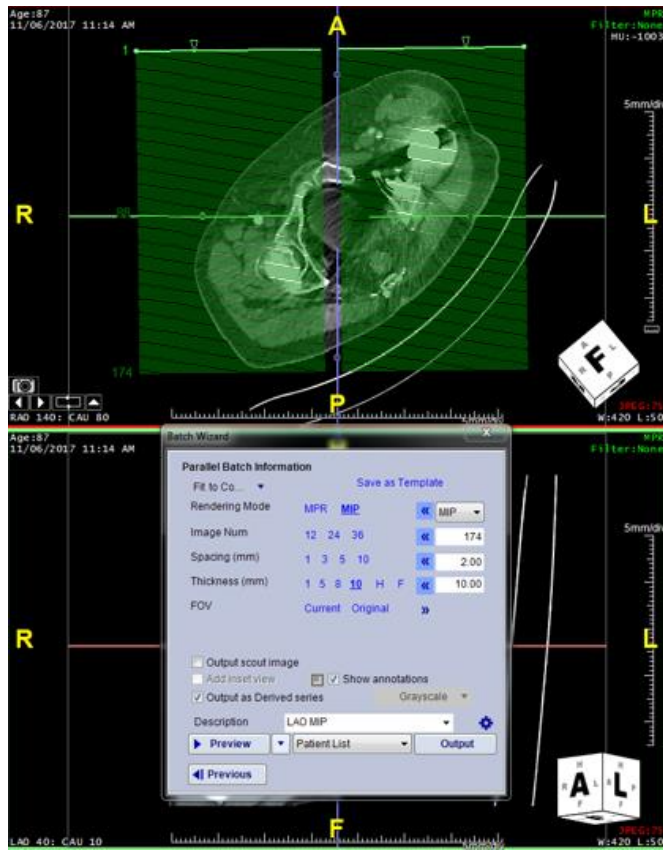 Age:87
11/06/2017 11:14 AM
A
MPR
Filter:None
HU:-1003
1
5mm/div
R
88
L
174
F
RAO 140: CAU 80
P
JPEG:71
W:420 L:50
Age:87
11/06/2017 11:14 AM
Batch Wizard
MPR
Filter:None
Parallel Batch Information
Fit to Co... Save as Template
Rendering Mode MPR MIP « MIP
Image Num 12 24 36 « 174
Spacing (mm) 1 3 5 10 « 2.00
Thickness (mm) 1 5 8 10 H F « 10.00
FOV Current Original »
5mm/div
R
L
Output scout image
Add inset view Show annotations
Output as Derived series Grayscale
Description LAO MIP
Preview Patient List Output
Previous
A L
LAO 40: CAU 10
F
W:420 L:50